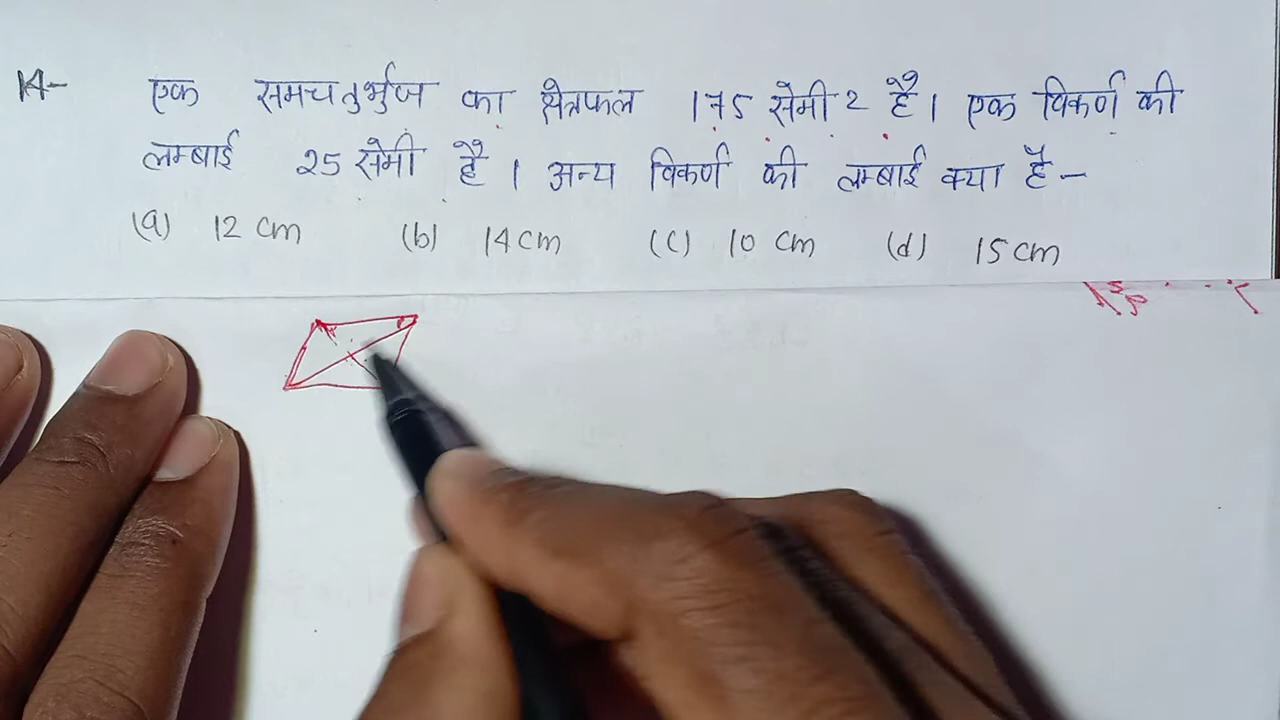 14- एक समचतुर्भुज का क्षेत्रफल 175 सेमी 2 है। एक विकर्ण की
लम्बाई 25 सेमी है । अन्य विकर्ण की लम्बाई क्या है -
(a) 12 cm (b) 14 cm (c) 10 cm (d) 15 cm